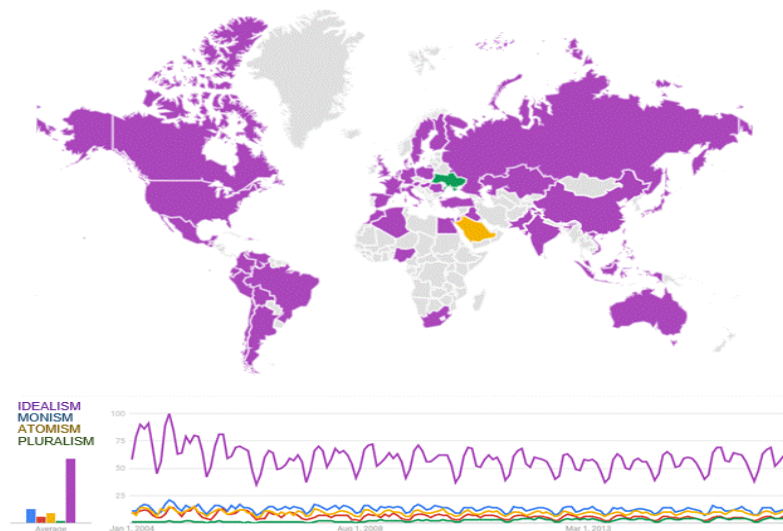 IDEALISM
MONISM
ATOMISM
PLURALISM
100
75
50
25
Average
Jan 1, 2004
Aug 1, 2008
Mar 1, 2013